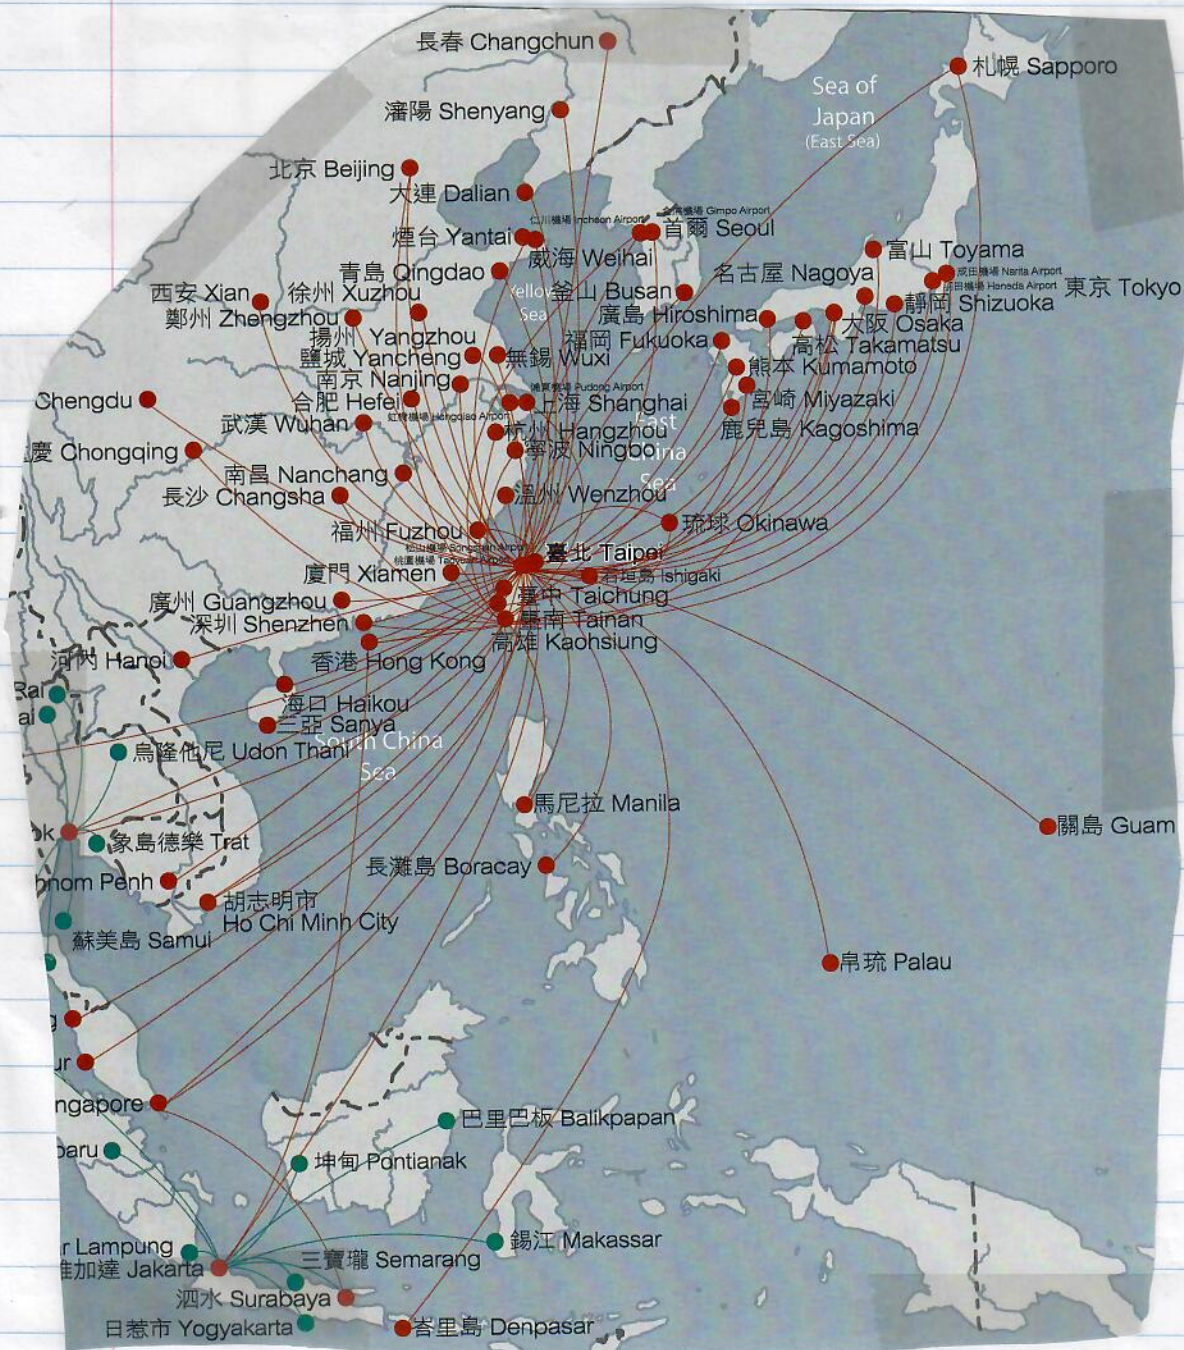 長春 Changchun
札幌 Sapporo
Sea of
Japan
(East Sea)
瀋陽 Shenyang
北京 Beijing
大連 Dalian
仁川機場 Incheon Airport
Gimpo Airport
首爾 Seoul
煙台 Yantai
威海 Weihai
富山 Toyama
青島 Qingdao
名古屋 Nagoya
成田機場 Narita Airport
Haneda Airport
東京 Tokyo
西安 Xian
徐州 Xuzhou
Yellow
Sea
釜山 Busan
靜岡 Shizuoka
鄭州 Zhengzhou
廣島 Hiroshima
大阪 Osaka
揚州 Yangzhou
福岡 Fukuoka
高松 Takamatsu
鹽城 Yancheng
無錫 Wuxi
熊本 Kumamoto
南京 Nanjing
浦東機場 Pudong Airport
Chengdu
合肥 Hefei
上海 Shanghai
宮崎 Miyazaki
虹橋機場 Hongqiao Airport
武漢 Wuhan
杭州 Hangzhou
East
China
Sea
鹿兒島 Kagoshima
慶 Chongqing
寧波 Ningbo
南昌 Nanchang
長沙 Changsha
溫州 Wenzhou
福州 Fuzhou
琉球 Okinawa
松山機場 Songshan Airport
臺北 Taipei
桃園機場 Taoyuan Airport
廈門 Xiamen
石垣島 Ishigaki
廣州 Guangzhou
臺中 Taichung
深圳 Shenzhen
臺南 Tainan
高雄 Kaohsiung
河內 Hanoi
香港 Hong Kong
Rai
ai
海口 Haikou
三亞 Sanya
South China
Sea
烏隆他尼 Udon Thani
馬尼拉 Manila
關島 Guam
ok
象島德樂 Trat
長灘島 Boracay
hnom Penh
胡志明市
Ho Chi Minh City
蘇美島 Samui
帛琉 Palau
g
ur
ngapore
巴里巴板 Balikpapan
baru
坤甸 Pontianak
錫江 Makassar
r Lampung
三寶瓏 Semarang
雅加達 Jakarta
泗水 Surabaya
日惹市 Yogyakarta
峇里島 Denpasar